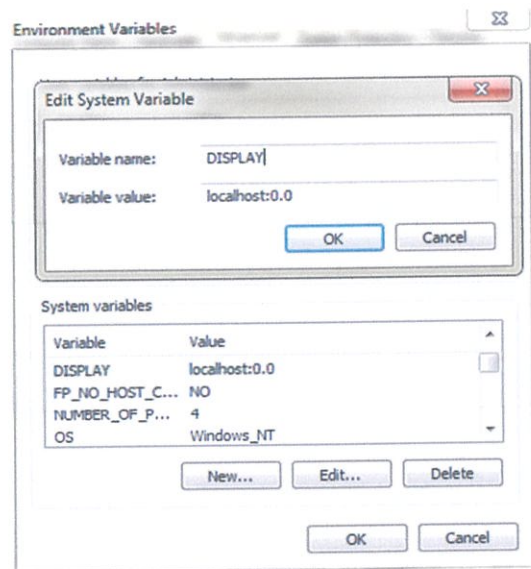 Environment Variables
Edit System Variable
Variable name: DISPLAY
Variable value: localhost:0.0
OK Cancel
System variables
Variable Value
DISPLAY localhost:0.0
FP_NO_HOST_C... NO
NUMBER_OF_P... 4
OS Windows_NT
New... Edit... Delete
OK Cancel